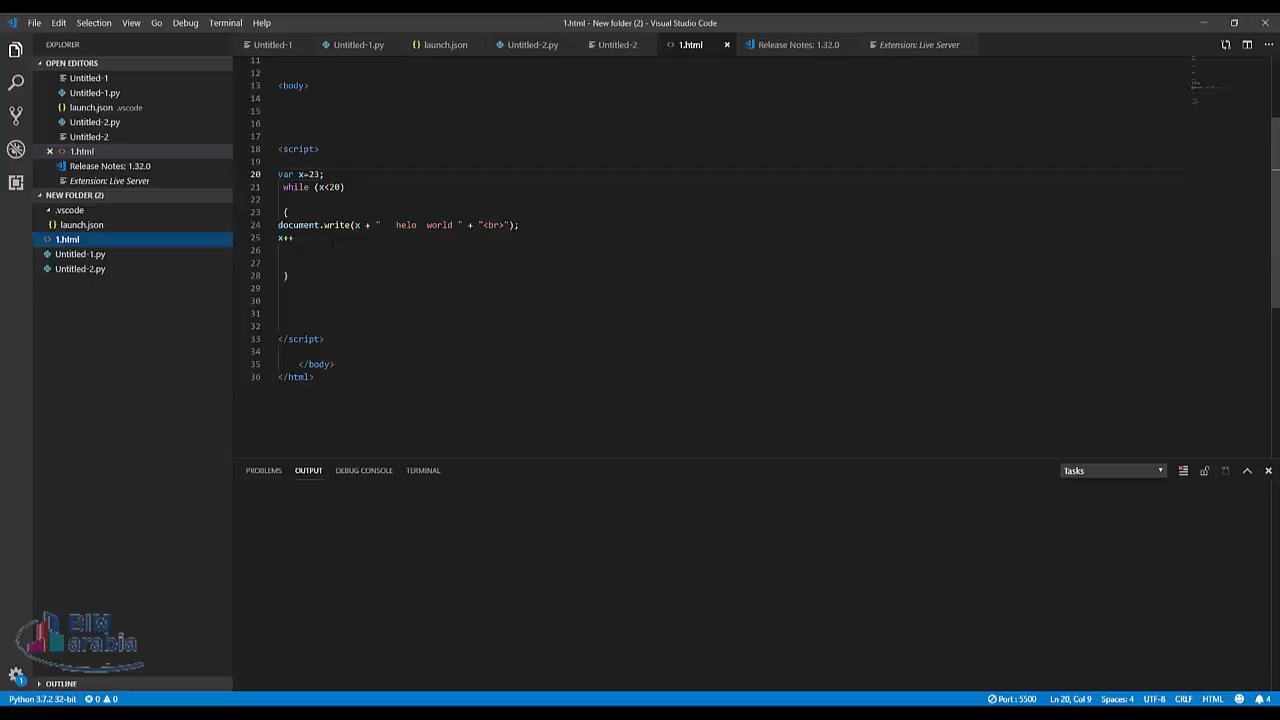 File Edit Selection View Go Debug Terminal Help
1.html - New folder (2) - Visual Studio Code
EXPLORER
OPEN EDITORS
Untitled-1
Untitled-1.py
launch.json .vscode
Untitled-2.py
Untitled-2
1.html
Release Notes: 1.32.0
Extension: Live Server
NEW FOLDER (2)
.vscode
launch.json
1.html
Untitled-1.py
Untitled-2.py
OUTLINE
Untitled-1 Untitled-1.py launch.json Untitled-2.py Untitled-2 1.html Release Notes: 1.32.0 Extension: Live Server
11
12
13 <body>
14
15
16
17
18 <script>
19
20 var x=23;
21 while (x<20)
22
23 {
24 document.write(x + "   helo  world " + "<br>");
25 x++
26
27
28 }
29
30
31
32
33 </script>
34
35 </body>
36 </html>
PROBLEMS OUTPUT DEBUG CONSOLE TERMINAL
Tasks
BIM
arabia
1
Python 3.7.2 32-bit 0 0
Port : 5500 Ln 20, Col 9 Spaces: 4 UTF-8 CRLF HTML 4